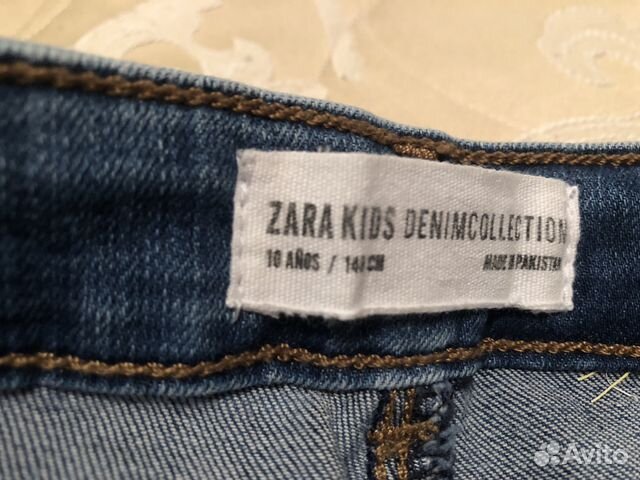 ZARA KIDS DENIMCOLLECTION
10 AÑOS / 140CM MADE IN PAKISTAN
Avito